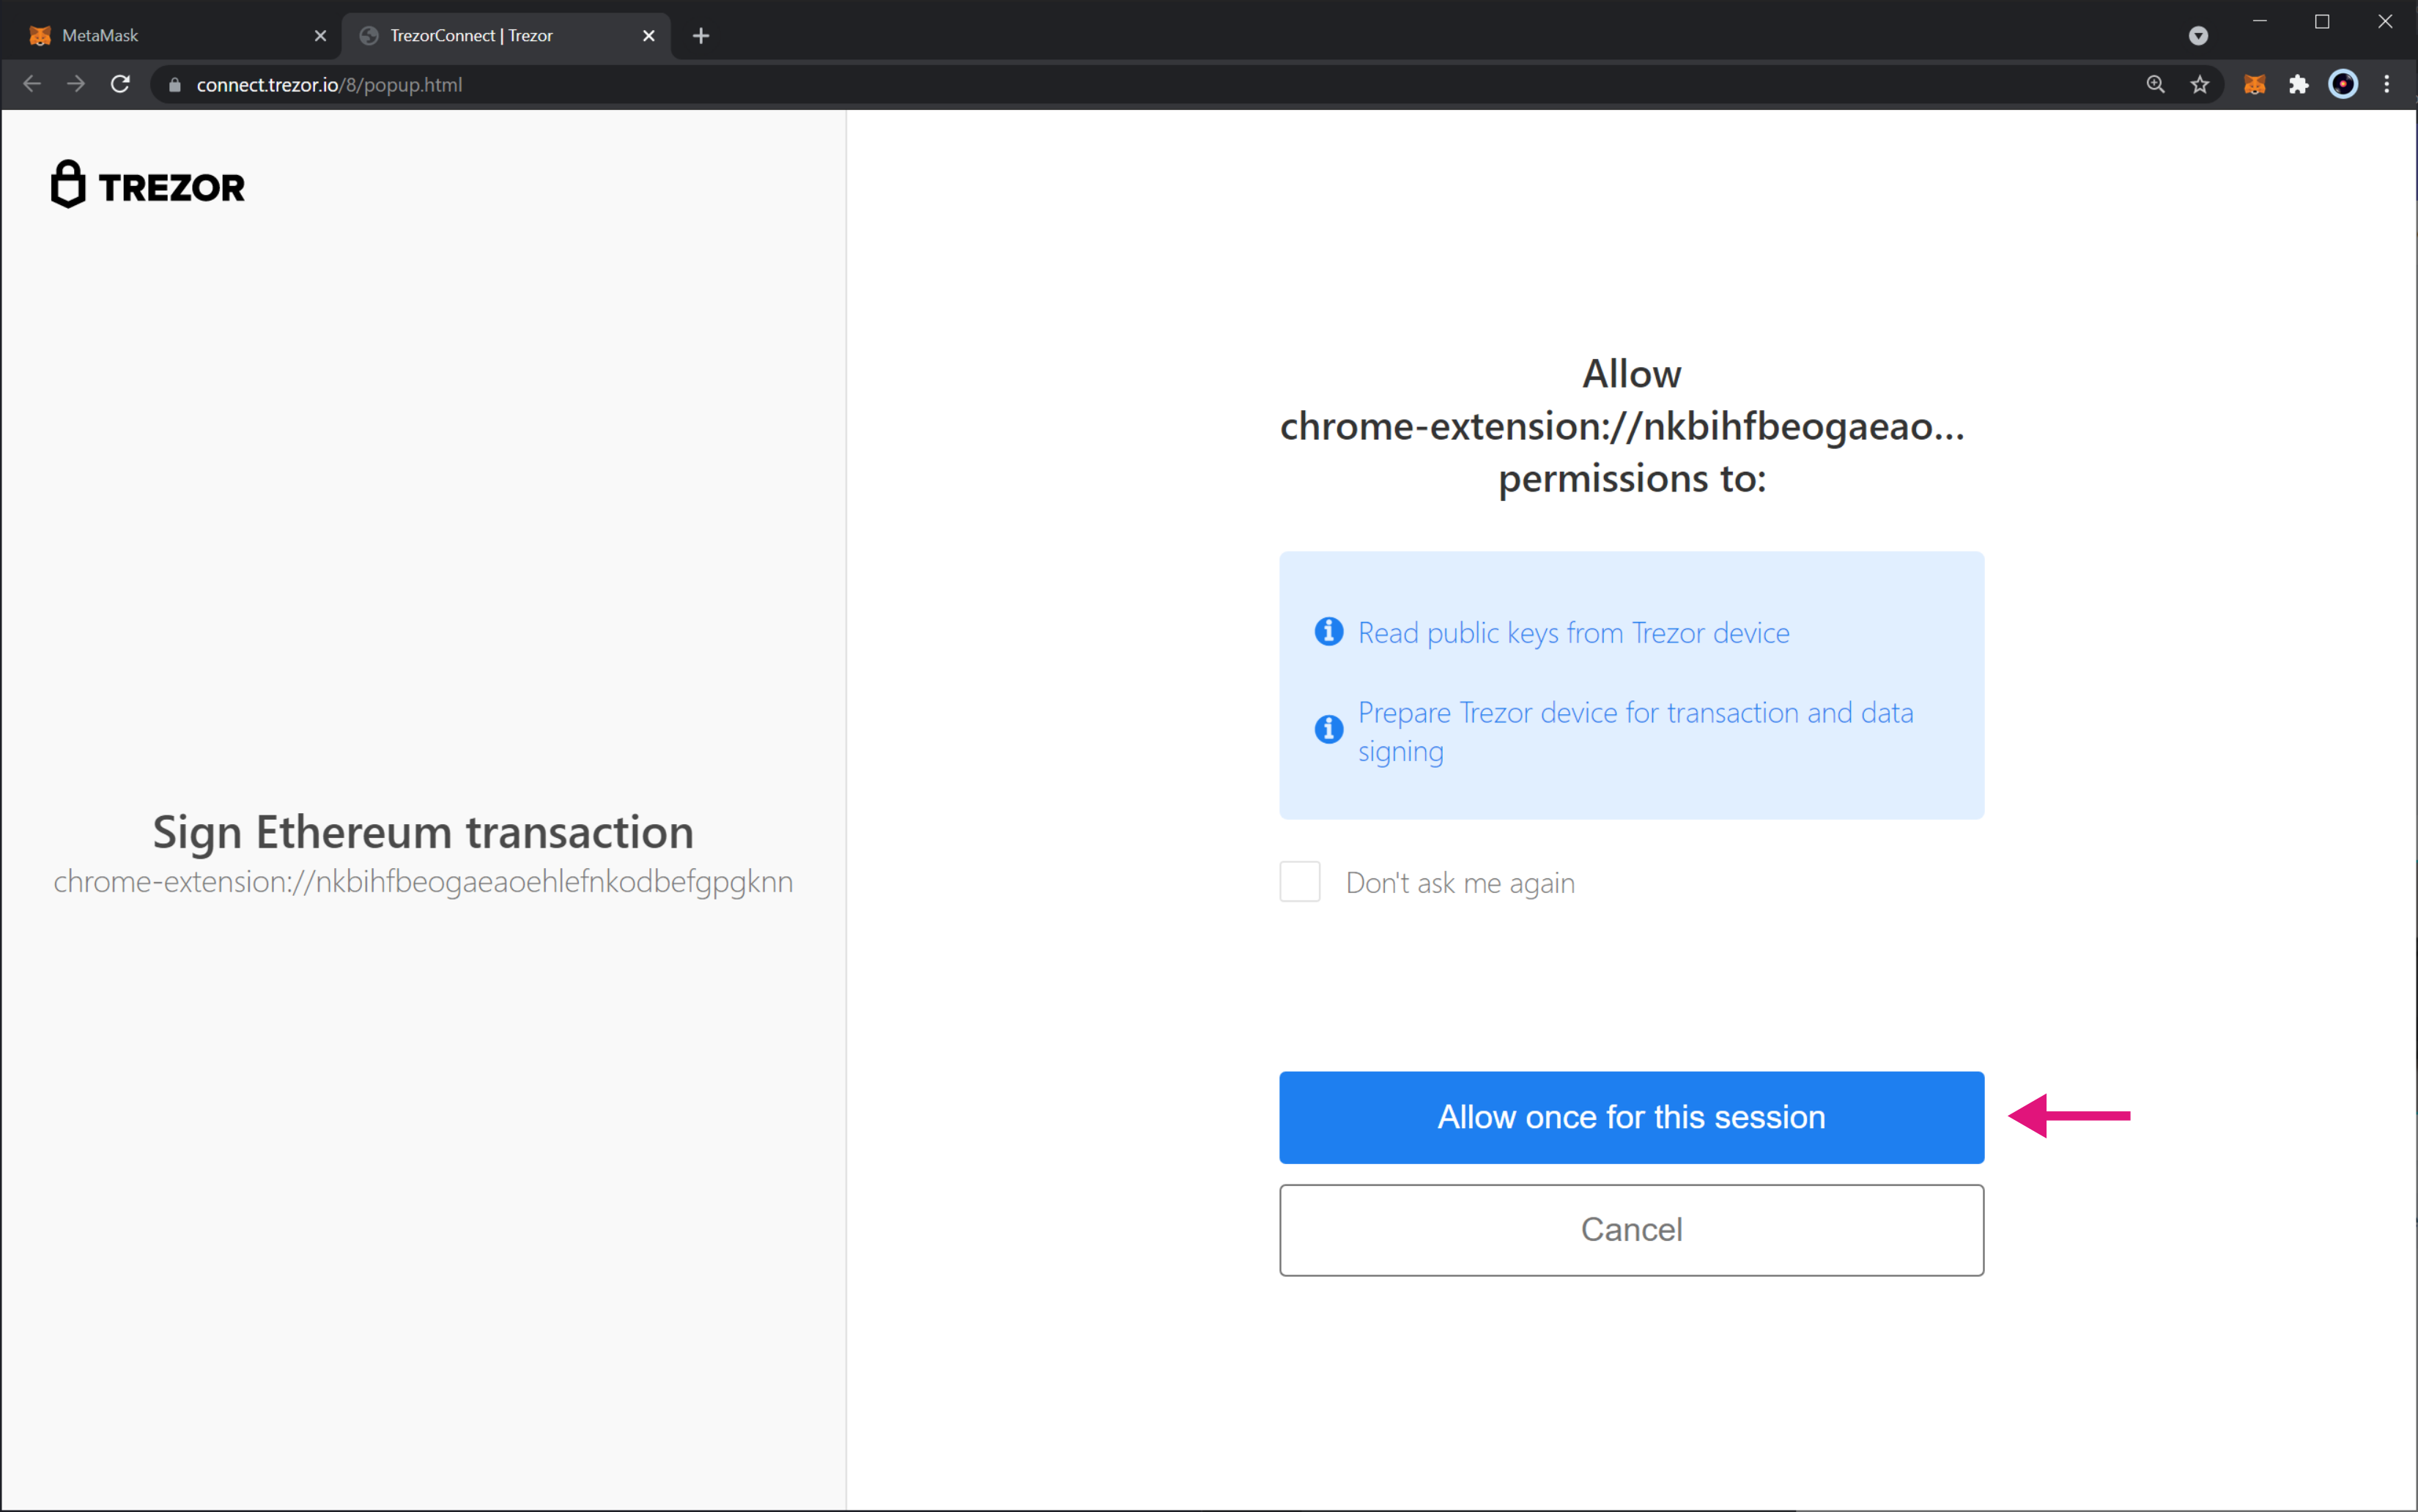 MetaMask
TrezorConnect | Trezor
connect.trezor.io/8/popup.html
TREZOR
Sign Ethereum transaction
chrome-extension://nkbihfbeogaeaoehlefnkodbefgpgknn
Allow
chrome-extension://nkbihfbeogaeao...
permissions to:
Read public keys from Trezor device
Prepare Trezor device for transaction and data
signing
Don't ask me again
Allow once for this session
Cancel